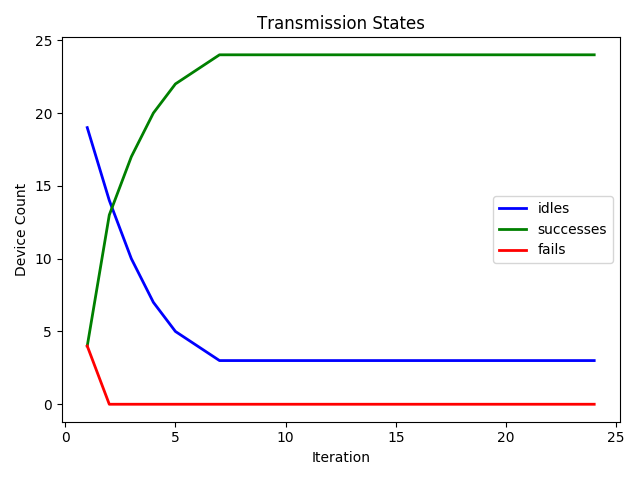 Transmission States
Device Count
25
20
15
10
5
0
idles
successes
fails
0 5 10 15 20 25
Iteration